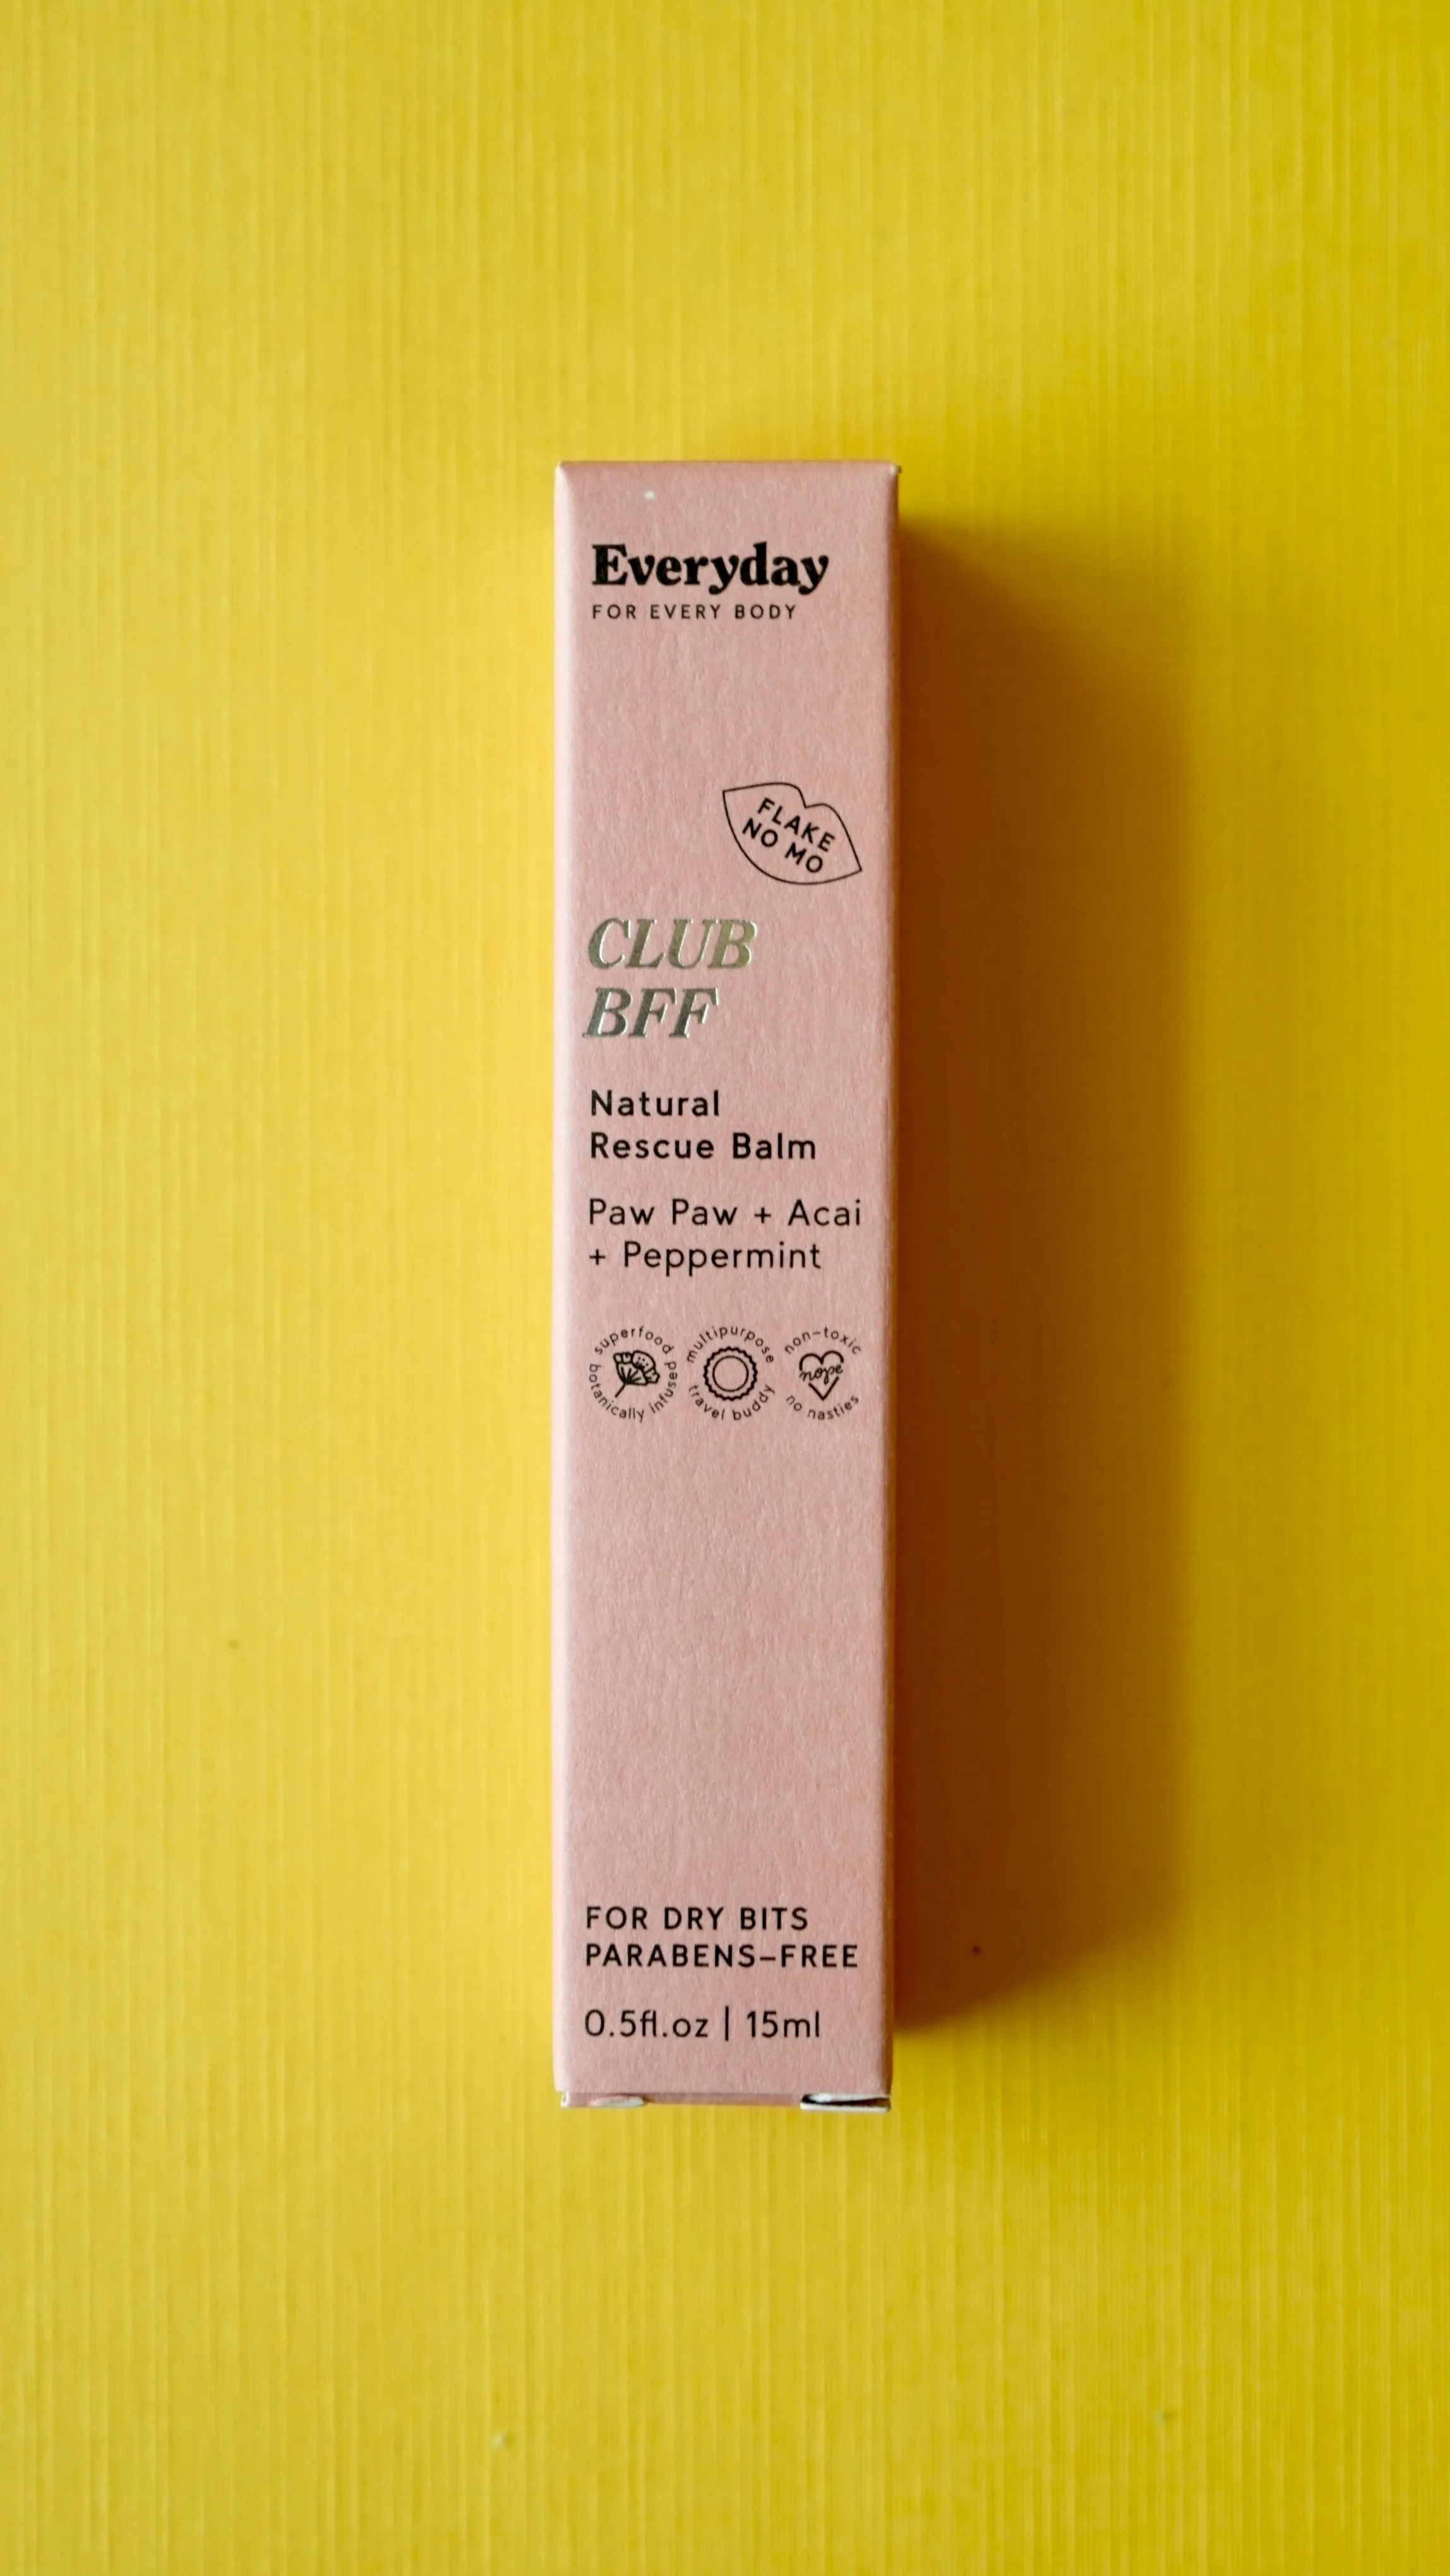 Everyday
FOR EVERY BODY
FLAKE
NO MO
CLUB
BFF
Natural
Rescue Balm
Paw Paw + Acai
+ Peppermint
superfood
botanically infused
multipurpose
travel buddy
non-toxic
nope
no nasties
FOR DRY BITS
PARABENS-FREE
0.5fl.oz | 15ml